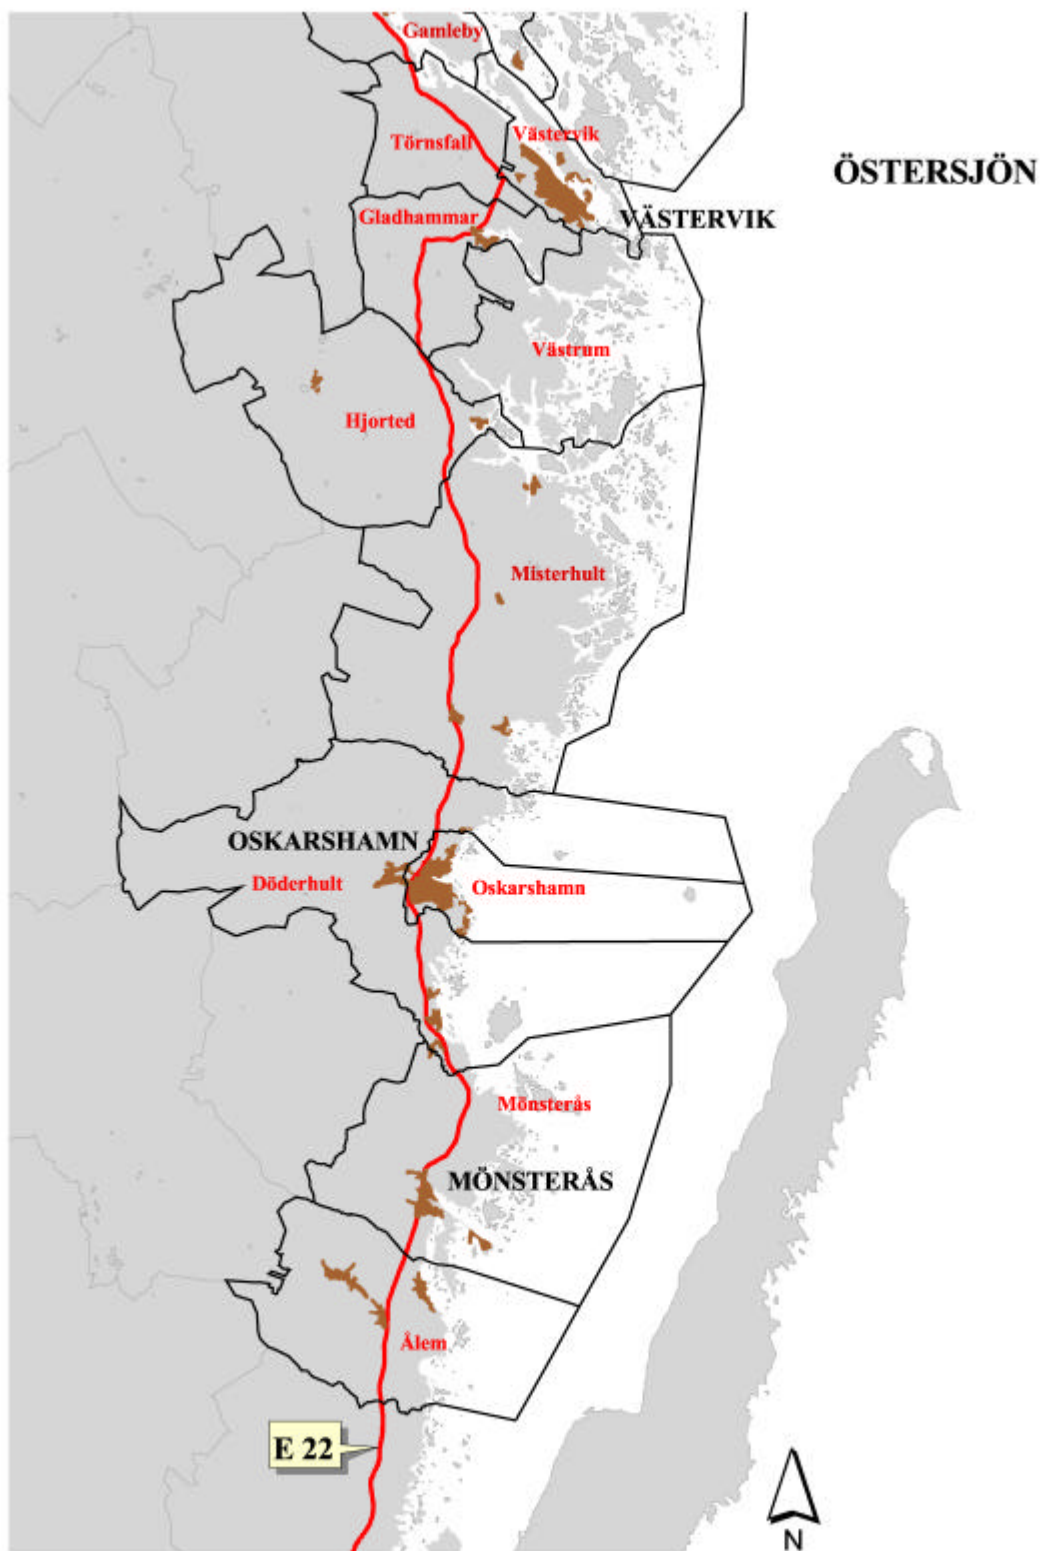 Gamleby
Törnsfall
Västervik
ÖSTERSJÖN
Gladhammar
VÄSTERVIK
Västrum
Hjorted
Misterhult
OSKARSHAMN
Döderhult
Oskarshamn
Mönsterås
MÖNSTERÅS
Ålem
E 22
N